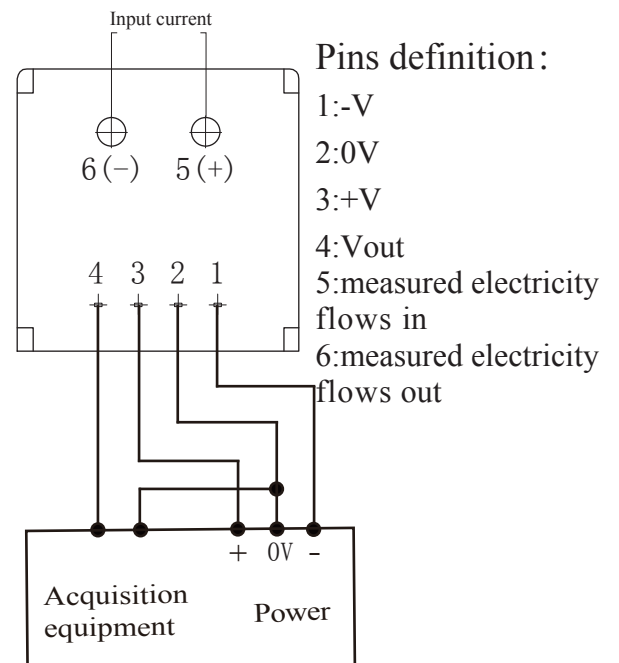 Input current
Pins definition:
6(-) 5(+)
1:-V
2:0V
3:+V
4:Vout
5:measured electricity
flows in
6:measured electricity
flows out
4 3 2 1
+ 0V -
Acquisition
equipment
Power